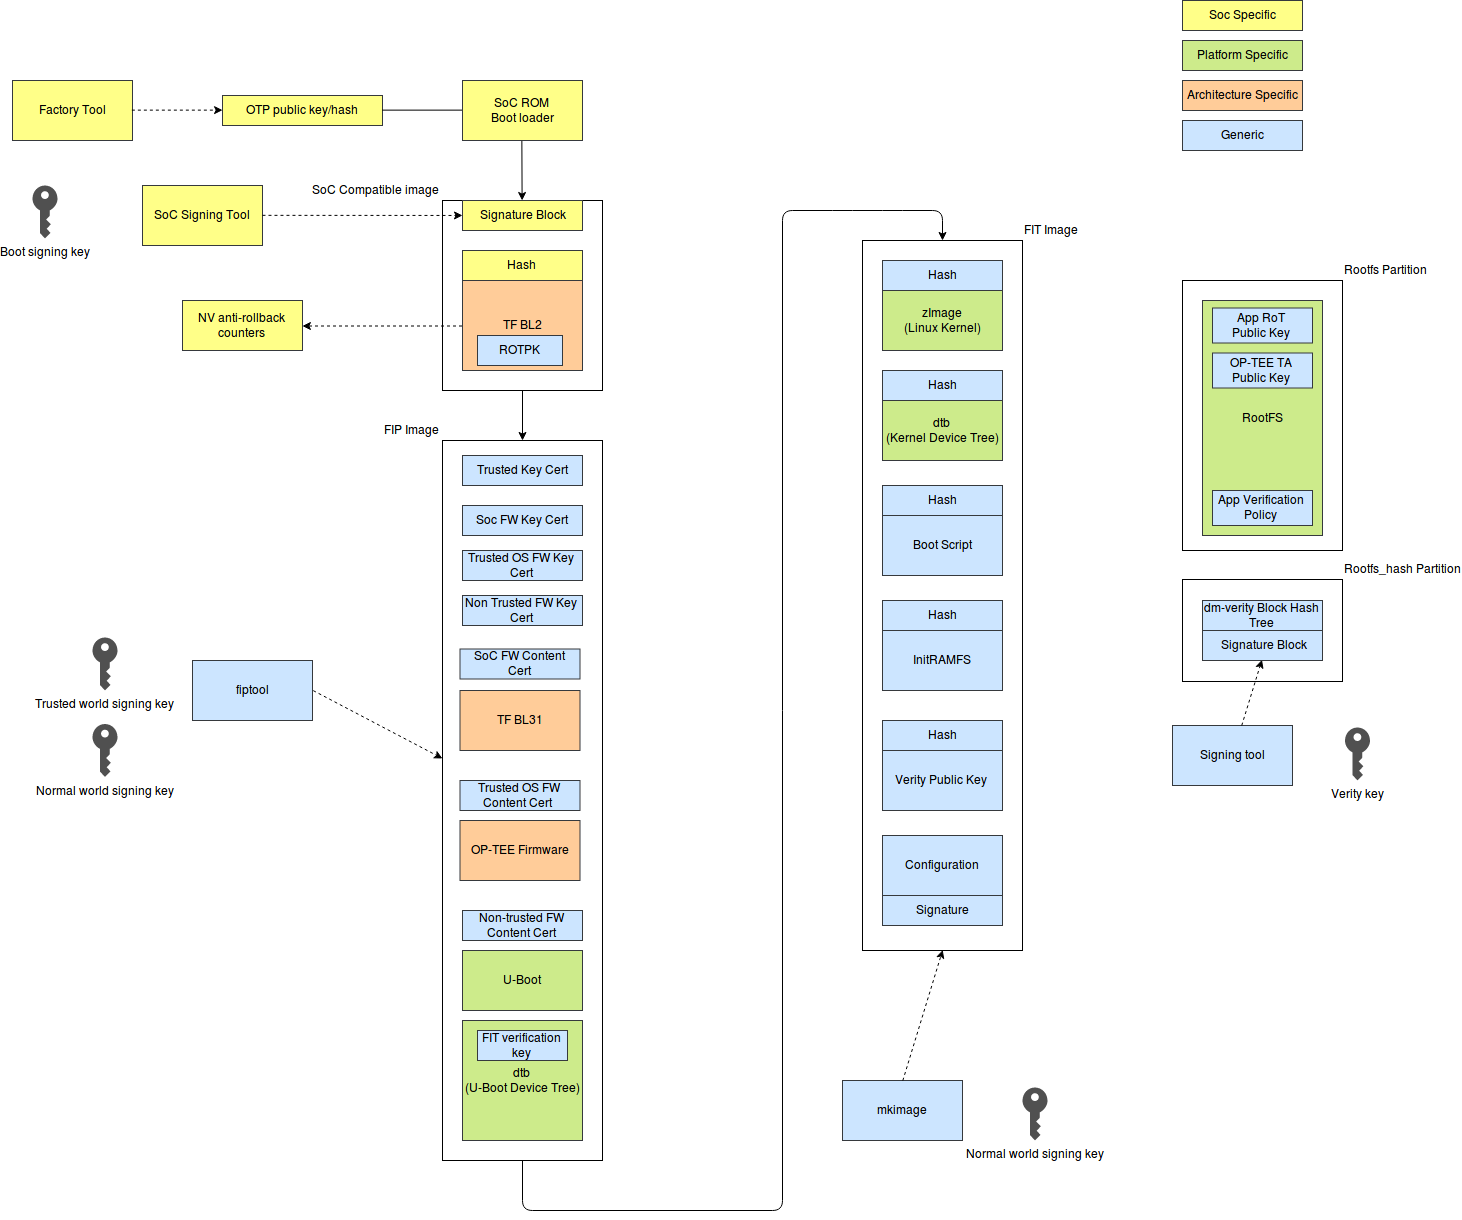 Soc Specific
Platform Specific
Architecture Specific
Generic
Factory Tool
OTP public key/hash
SoC ROM
Boot loader
SoC Compatible image
Boot signing key
SoC Signing Tool
Signature Block
Hash
TF BL2
ROTPK
NV anti-rollback
counters
FIP Image
Trusted Key Cert
Soc FW Key Cert
Trusted OS FW Key
Cert
Non Trusted FW Key
Cert
SoC FW Content
Cert
TF BL31
Trusted OS FW
Content Cert
OP-TEE Firmware
Non-trusted FW
Content Cert
U-Boot
FIT verification
key
dtb
(U-Boot Device Tree)
Trusted world signing key
Normal world signing key
fiptool
FIT Image
Hash
zImage
(Linux Kernel)
Hash
dtb
(Kernel Device Tree)
Hash
Boot Script
Hash
InitRAMFS
Hash
Verity Public Key
Configuration
Signature
mkimage
Normal world signing key
Rootfs Partition
App RoT
Public Key
OP-TEE TA
Public Key
RootFS
App Verification
Policy
Rootfs_hash Partition
dm-verity Block Hash
Tree
Signature Block
Signing tool
Verity key